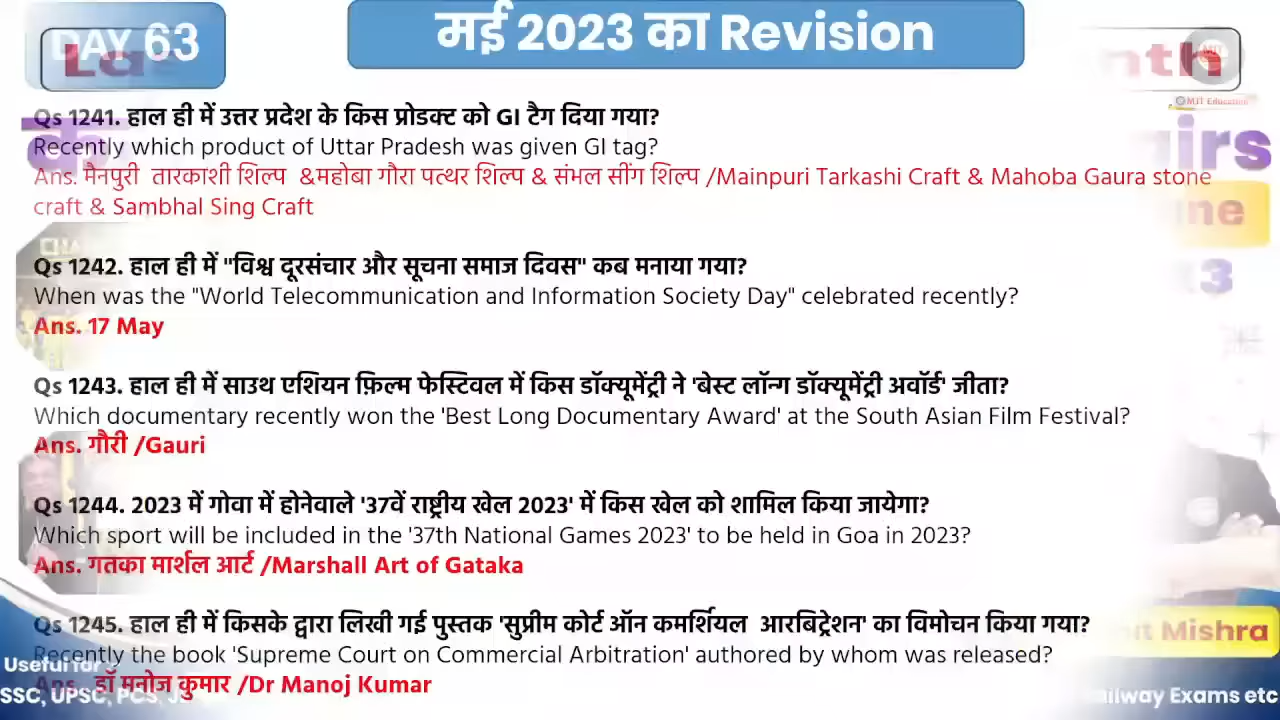 DAY 63
मई 2023 का Revision
nth
MJT Education
Qs 1241. हाल ही में उत्तर प्रदेश के किस प्रोडक्ट को GI टैग दिया गया?
Recently which product of Uttar Pradesh was given GI tag?
Ans. मैनपुरी तारकाशी शिल्प &महोबा गौरा पत्थर शिल्प & संभल सींग शिल्प /Mainpuri Tarkashi Craft & Mahoba Gaura stone
craft & Sambhal Sing Craft
irs
ne
Qs 1242. हाल ही में "विश्व दूरसंचार और सूचना समाज दिवस" कब मनाया गया?
When was the "World Telecommunication and Information Society Day" celebrated recently?
Ans. 17 May
Qs 1243. हाल ही में साउथ एशियन फ़िल्म फेस्टिवल में किस डॉक्यूमेंट्री ने 'बेस्ट लॉन्ग डॉक्यूमेंट्री अवॉर्ड' जीता?
Which documentary recently won the 'Best Long Documentary Award' at the South Asian Film Festival?
Ans. गौरी /Gauri
Qs 1244. 2023 में गोवा में होनेवाले '37वें राष्ट्रीय खेल 2023' में किस खेल को शामिल किया जायेगा?
Which sport will be included in the '37th National Games 2023' to be held in Goa in 2023?
Ans. गतका मार्शल आर्ट /Marshall Art of Gataka
Qs 1245. हाल ही में किसके द्वारा लिखी गई पुस्तक 'सुप्रीम कोर्ट ऑन कमर्शियल आरबिट्रेशन' का विमोचन किया गया?
Recently the book 'Supreme Court on Commercial Arbitration' authored by whom was released?
Ans. डॉ मनोज कुमार /Dr Manoj Kumar
Mishra
Useful for
SSC, UPSC, PCS,
ilway Exams etc